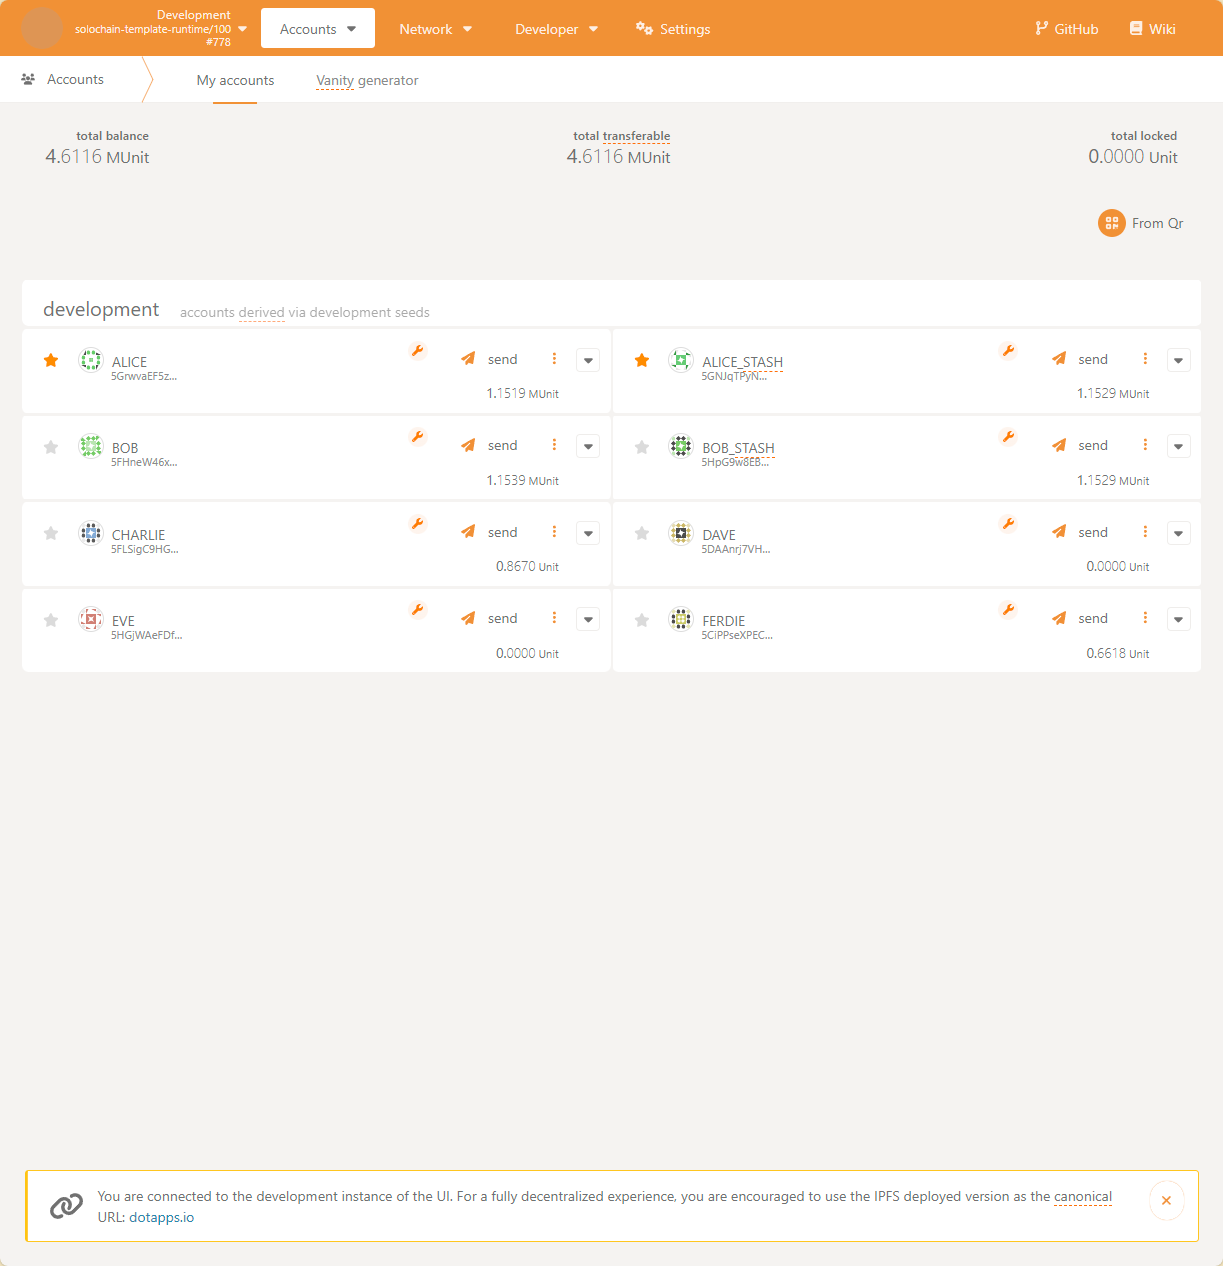 Development
solochain-template-runtime/100
#778
Accounts
Network
Developer
Settings
GitHub
Wiki
Accounts
My accounts
Vanity generator
total balance
4.6116 MUnit
total transferable
4.6116 MUnit
total locked
0.0000 Unit
From Qr
development accounts derived via development seeds
ALICE
5GrwvaEF5z...
send
1.1519 MUnit
ALICE_STASH
5GNJqTPyN...
send
1.1529 MUnit
BOB
5FHneW46x...
send
1.1539 MUnit
BOB_STASH
5HpG9w8EB...
send
1.1529 MUnit
CHARLIE
5FLSigC9HG...
send
0.8670 Unit
DAVE
5DAAnrj7VH...
send
0.0000 Unit
EVE
5HGjWAeFDf...
send
0.0000 Unit
FERDIE
5CiPPseXPEC...
send
0.6618 Unit
You are connected to the development instance of the UI. For a fully decentralized experience, you are encouraged to use the IPFS deployed version as the canonical
URL: dotapps.io